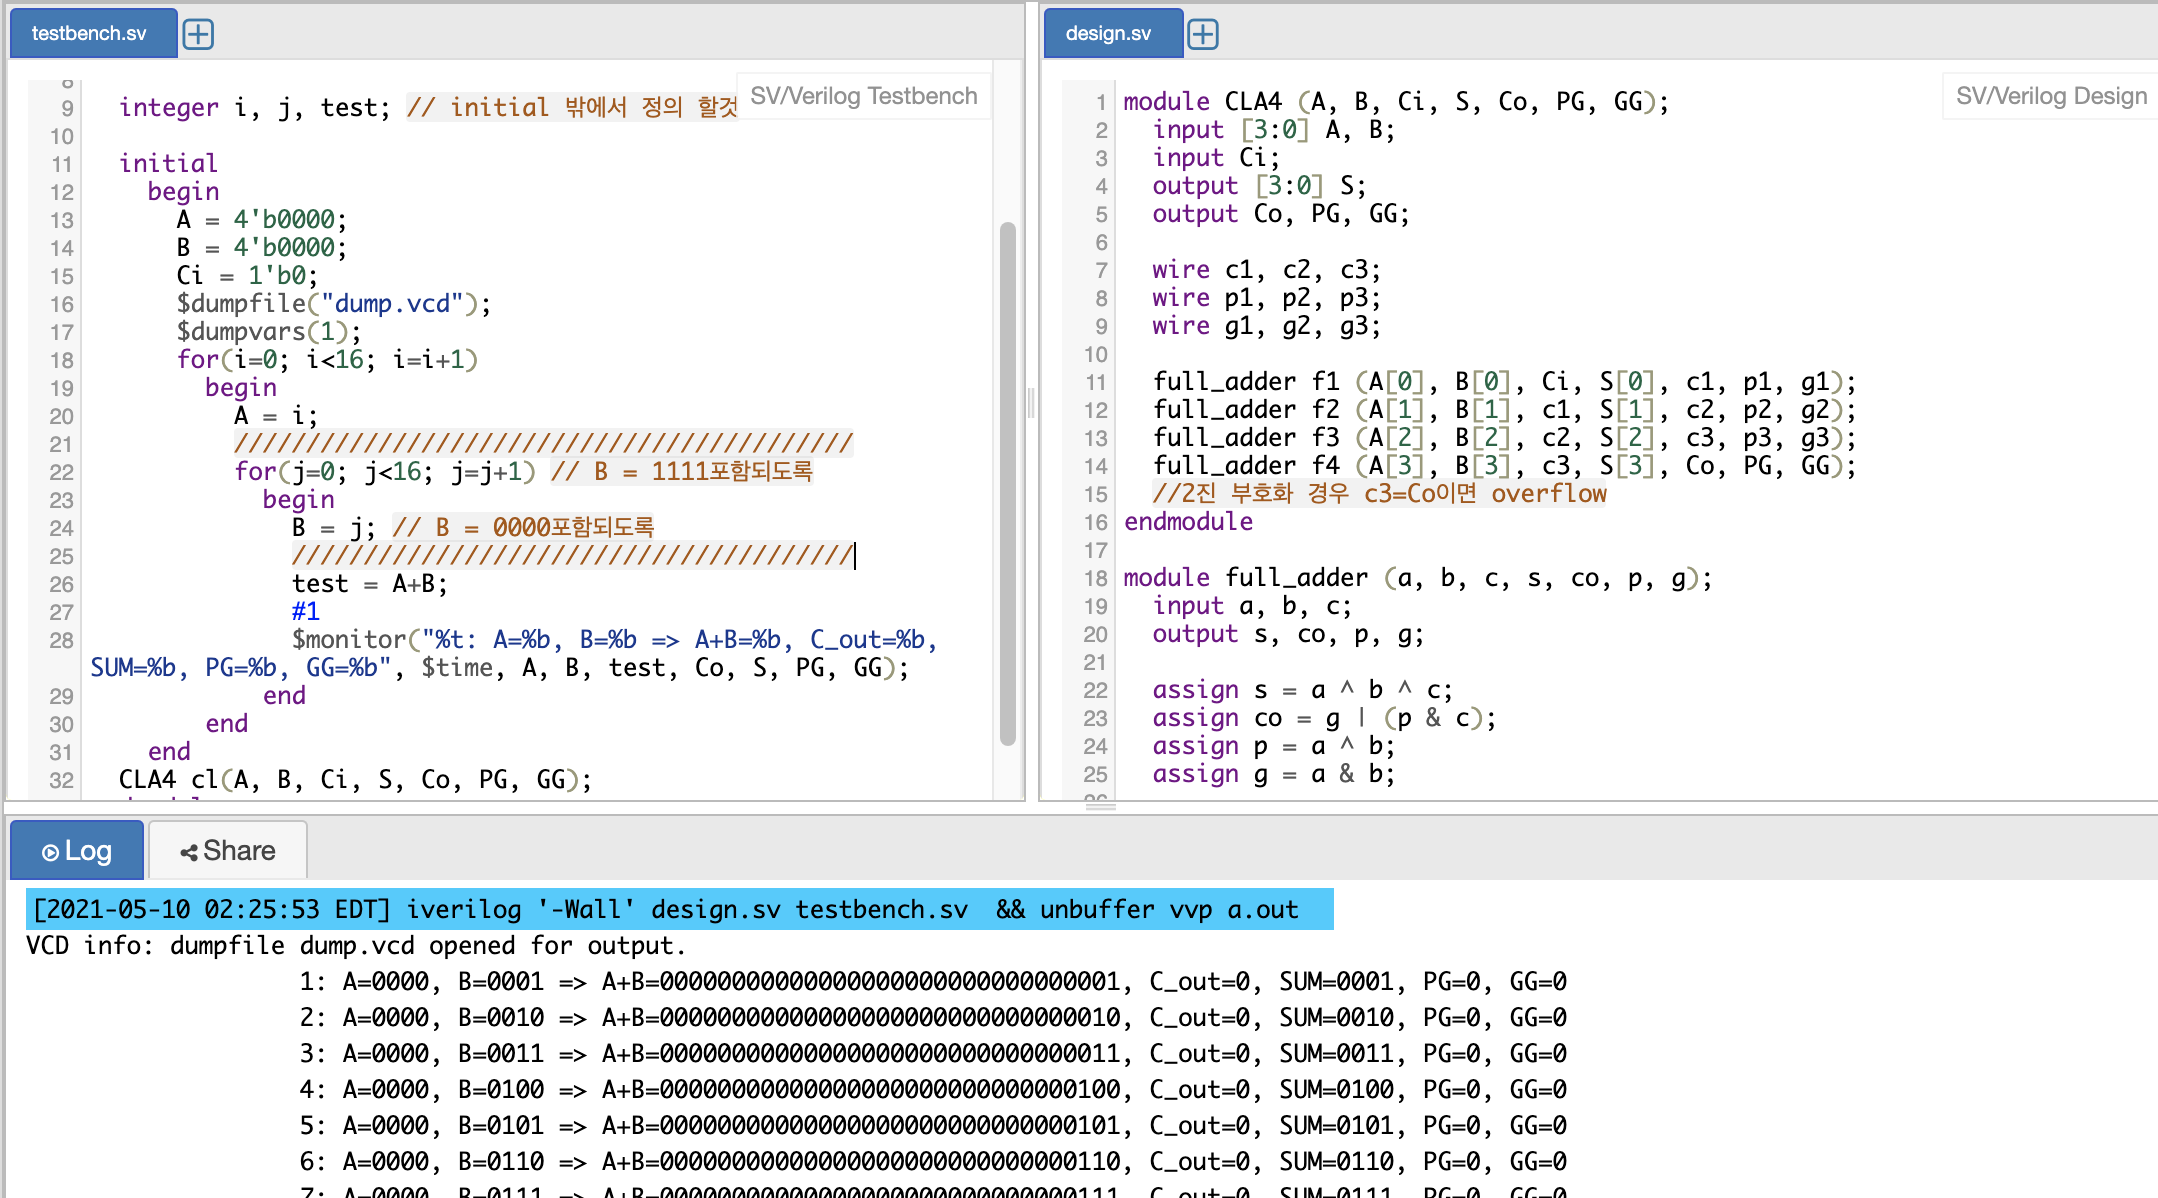 testbench.sv
SV/Verilog Testbench
8
9 integer i, j, test; // initial 밖에서 정의 할것
10
11 initial
12 begin
13 A = 4'b0000;
14 B = 4'b0000;
15 Ci = 1'b0;
16 $dumpfile("dump.vcd");
17 $dumpvars(1);
18 for(i=0; i<16; i=i+1)
19 begin
20 A = i;
21 ///////////////////////////////////////////
22 for(j=0; j<16; j=j+1) // B = 1111포함되도록
23 begin
24 B = j; // B = 0000포함되도록
25 ///////////////////////////////////////
26 test = A+B;
27 #1
28 $monitor("%t: A=%b, B=%b => A+B=%b, C_out=%b,
SUM=%b, PG=%b, GG=%b", $time, A, B, test, Co, S, PG, GG);
29 end
30 end
31 end
32 CLA4 cl(A, B, Ci, S, Co, PG, GG);
design.sv
SV/Verilog Design
1 module CLA4 (A, B, Ci, S, Co, PG, GG);
2 input [3:0] A, B;
3 input Ci;
4 output [3:0] S;
5 output Co, PG, GG;
6
7 wire c1, c2, c3;
8 wire p1, p2, p3;
9 wire g1, g2, g3;
10
11 full_adder f1 (A[0], B[0], Ci, S[0], c1, p1, g1);
12 full_adder f2 (A[1], B[1], c1, S[1], c2, p2, g2);
13 full_adder f3 (A[2], B[2], c2, S[2], c3, p3, g3);
14 full_adder f4 (A[3], B[3], c3, S[3], Co, PG, GG);
15 //2진 부호화 경우 c3=Co이면 overflow
16 endmodule
17
18 module full_adder (a, b, c, s, co, p, g);
19 input a, b, c;
20 output s, co, p, g;
21
22 assign s = a ^ b ^ c;
23 assign co = g | (p & c);
24 assign p = a ^ b;
25 assign g = a & b;
26
Log
Share
[2021-05-10 02:25:53 EDT] iverilog '-Wall' design.sv testbench.sv && unbuffer vvp a.out
VCD info: dumpfile dump.vcd opened for output.
1: A=0000, B=0001 => A+B=00000000000000000000000000000001, C_out=0, SUM=0001, PG=0, GG=0
2: A=0000, B=0010 => A+B=00000000000000000000000000000010, C_out=0, SUM=0010, PG=0, GG=0
3: A=0000, B=0011 => A+B=00000000000000000000000000000011, C_out=0, SUM=0011, PG=0, GG=0
4: A=0000, B=0100 => A+B=00000000000000000000000000000100, C_out=0, SUM=0100, PG=0, GG=0
5: A=0000, B=0101 => A+B=00000000000000000000000000000101, C_out=0, SUM=0101, PG=0, GG=0
6: A=0000, B=0110 => A+B=00000000000000000000000000000110, C_out=0, SUM=0110, PG=0, GG=0
7: A=0000, B=0111 => A+B=00000000000000000000000000000111, C_out=0, SUM=0111, PG=0, GG=0